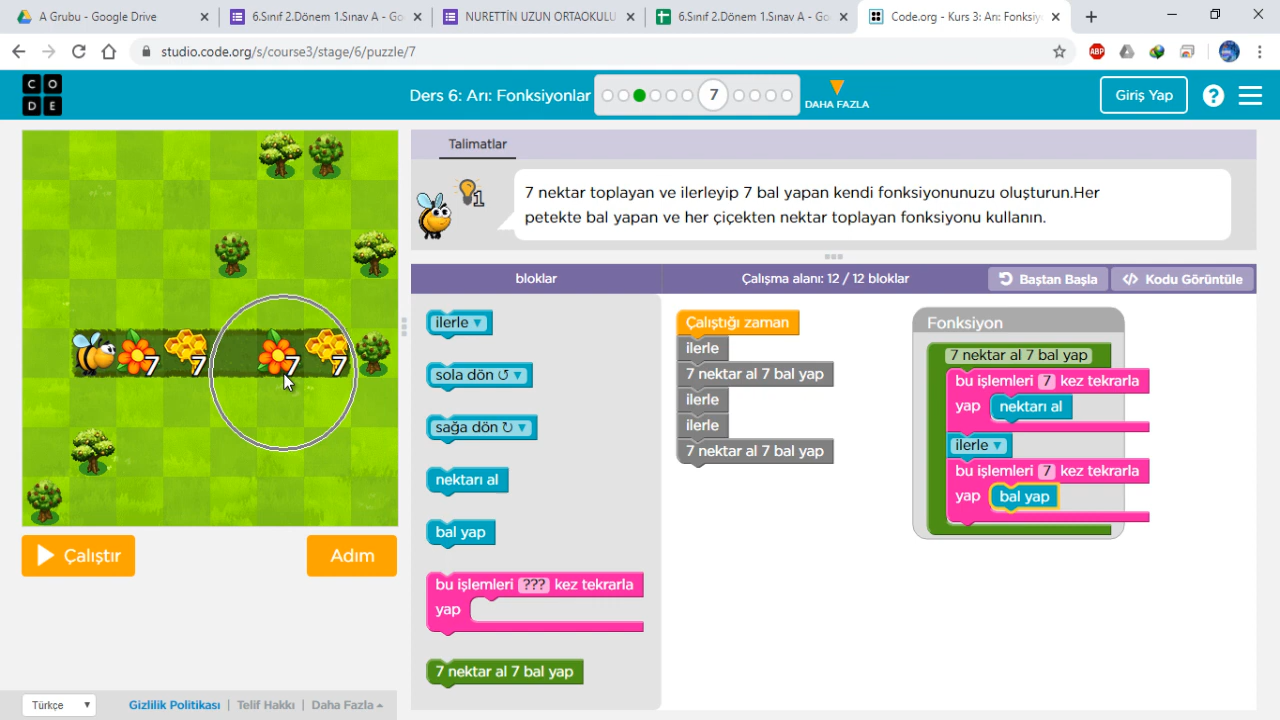 A Grubu - Google Drive
6.Sınıf 2.Dönem 1.Sınav A - Go
NURETTİN UZUN ORTAOKULU
6.Sınıf 2.Dönem 1.Sınav A - Go
Code.org - Kurs 3: Arı: Fonksiyo
studio.code.org/s/course3/stage/6/puzzle/7
ABP
C O
D E
Ders 6: Arı: Fonksiyonlar
7
DAHA FAZLA
Giriş Yap
?
Talimatlar
1
7 nektar toplayan ve ilerleyip 7 bal yapan kendi fonksiyonunuzu oluşturun.Her
petekte bal yapan ve her çiçekten nektar toplayan fonksiyonu kullanın.
bloklar
Çalışma alanı: 12 / 12 bloklar
Baştan Başla
Kodu Görüntüle
7 7 7 7
Çalıştır
Adım
ilerle
sola dön
sağa dön
nektarı al
bal yap
bu işlemleri ??? kez tekrarla
yap
7 nektar al 7 bal yap
Çalıştığı zaman
ilerle
7 nektar al 7 bal yap
ilerle
ilerle
7 nektar al 7 bal yap
Fonksiyon
7 nektar al 7 bal yap
bu işlemleri 7 kez tekrarla
yap nektarı al
ilerle
bu işlemleri 7 kez tekrarla
yap bal yap
Türkçe
Gizlilik Politikası | Telif Hakkı | Daha Fazla